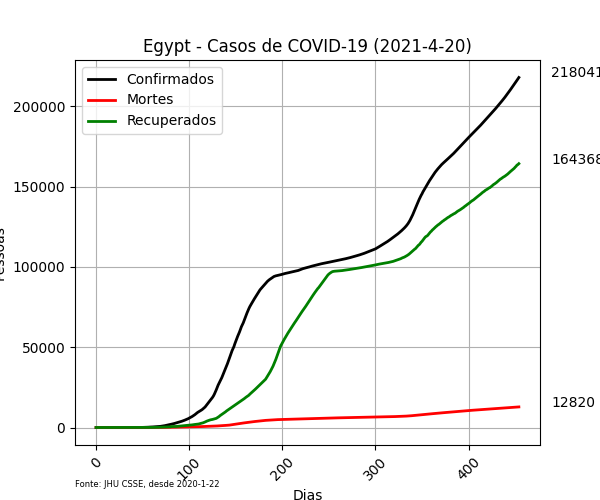 Egypt - Casos de COVID-19 (2021-4-20)
Confirmados
Mortes
Recuperados
218041
164368
12820
200000
150000
100000
50000
0
0
100
200
300
400
Fonte: JHU CSSE, desde 2020-1-22
Dias